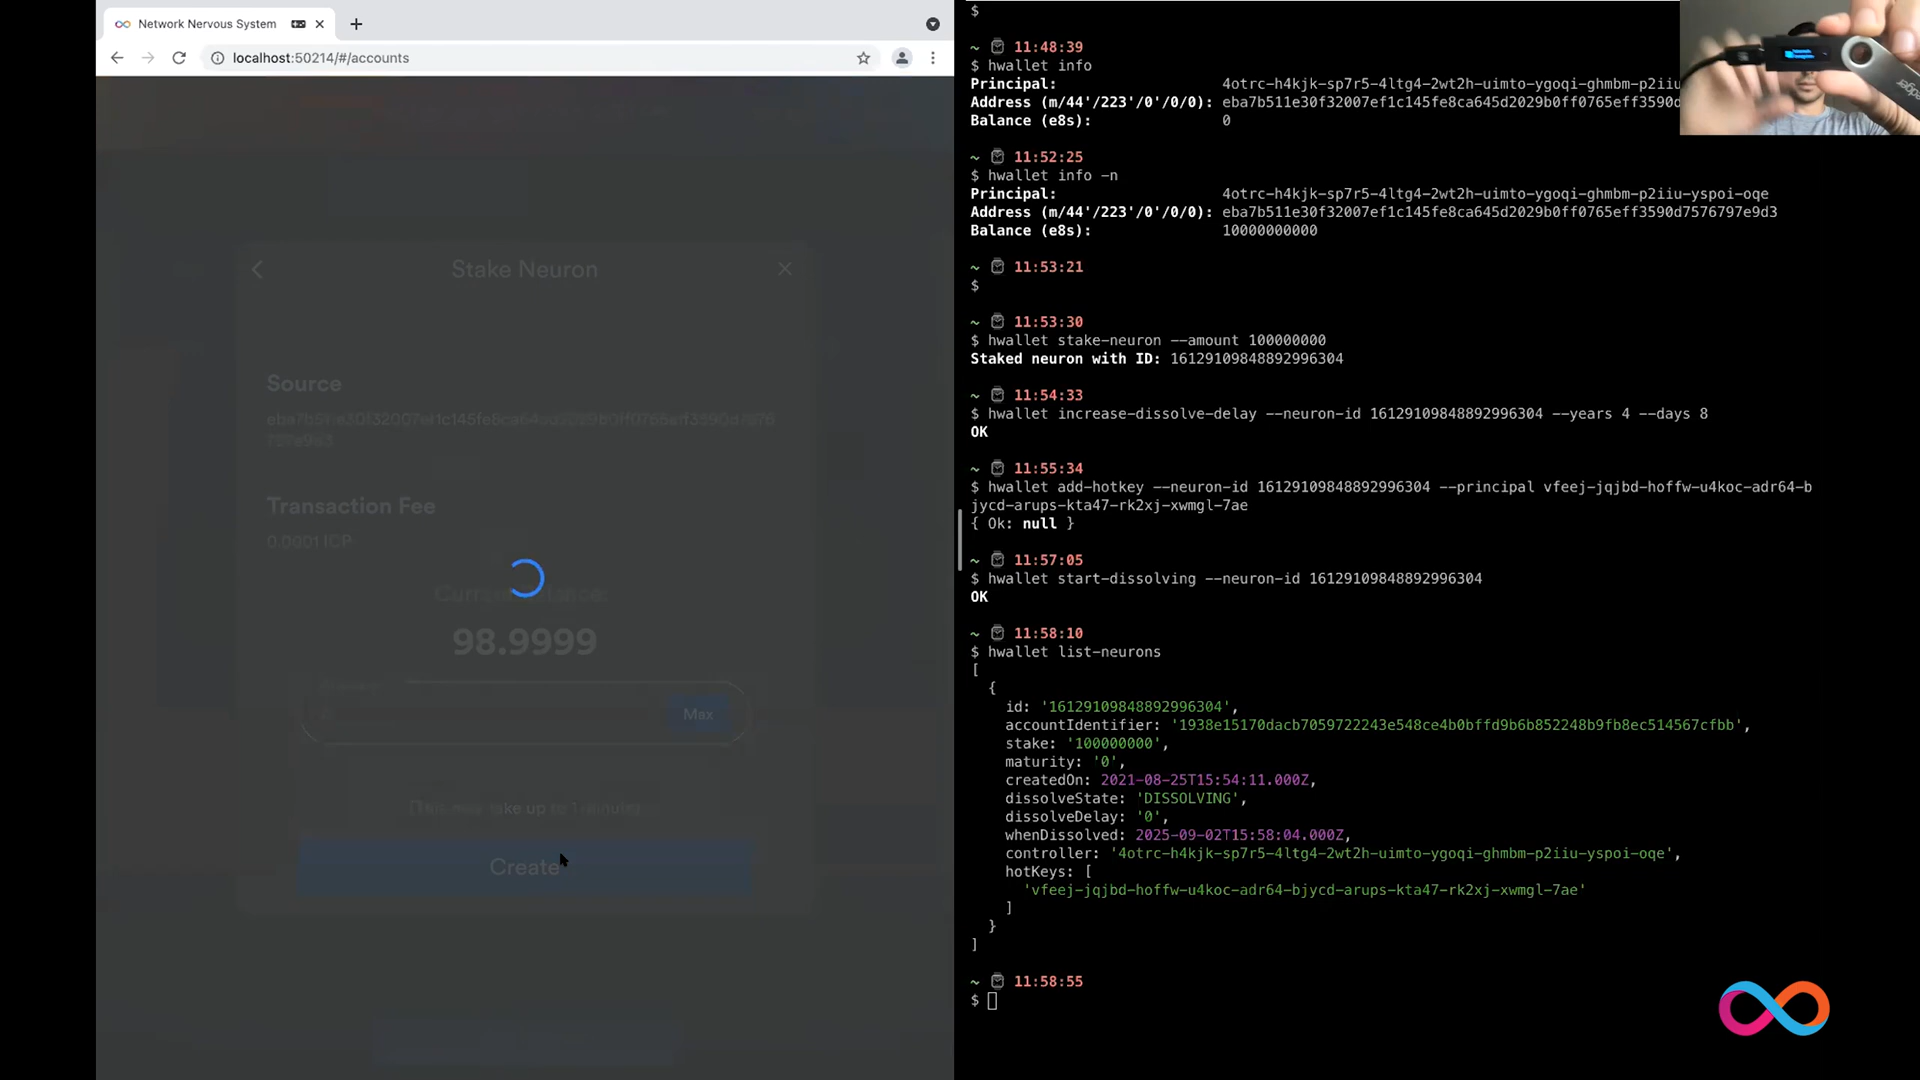 Network Nervous System
localhost:50214/#/accounts
Stake Neuron
Source
Transaction Fee
0.0001 ICP
98.9999
Max
This may take up to 1 minute
Create
$
~ 11:48:39
$ hwallet info
Principal: 4otrc-h4kjk-sp7r5-4ltg4-2wt2h-uimto-ygoqi-ghmbm-p2iiu
Address (m/44'/223'/0'/0/0): eba7b511e30f32007ef1c145fe8ca645d2029b0ff0765eff3590d
Balance (e8s): 0
~ 11:52:25
$ hwallet info -n
Principal: 4otrc-h4kjk-sp7r5-4ltg4-2wt2h-uimto-ygoqi-ghmbm-p2iiu-yspoi-oqe
Address (m/44'/223'/0'/0/0): eba7b511e30f32007ef1c145fe8ca645d2029b0ff0765eff3590d7576797e9d3
Balance (e8s): 10000000000
~ 11:53:21
$
~ 11:53:30
$ hwallet stake-neuron --amount 100000000
Staked neuron with ID: 16129109848892996304
~ 11:54:33
$ hwallet increase-dissolve-delay --neuron-id 16129109848892996304 --years 4 --days 8
OK
~ 11:55:34
$ hwallet add-hotkey --neuron-id 16129109848892996304 --principal vfeej-jqjbd-hoffw-u4koc-adr64-b
jycd-arups-kta47-rk2xj-xwmgl-7ae
{ Ok: null }
~ 11:57:05
$ hwallet start-dissolving --neuron-id 16129109848892996304
OK
~ 11:58:10
$ hwallet list-neurons
[
{
id: '16129109848892996304',
accountIdentifier: '1938e15170dacb7059722243e548ce4b0bffd9b6b852248b9fb8ec514567cfbb',
stake: '100000000',
maturity: '0',
createdOn: 2021-08-25T15:54:11.000Z,
dissolveState: 'DISSOLVING',
dissolveDelay: '0',
whenDissolved: 2025-09-02T15:58:04.000Z,
controller: '4otrc-h4kjk-sp7r5-4ltg4-2wt2h-uimto-ygoqi-ghmbm-p2iiu-yspoi-oqe',
hotKeys: [
'vfeej-jqjbd-hoffw-u4koc-adr64-bjycd-arups-kta47-rk2xj-xwmgl-7ae'
]
}
]
~ 11:58:55
$